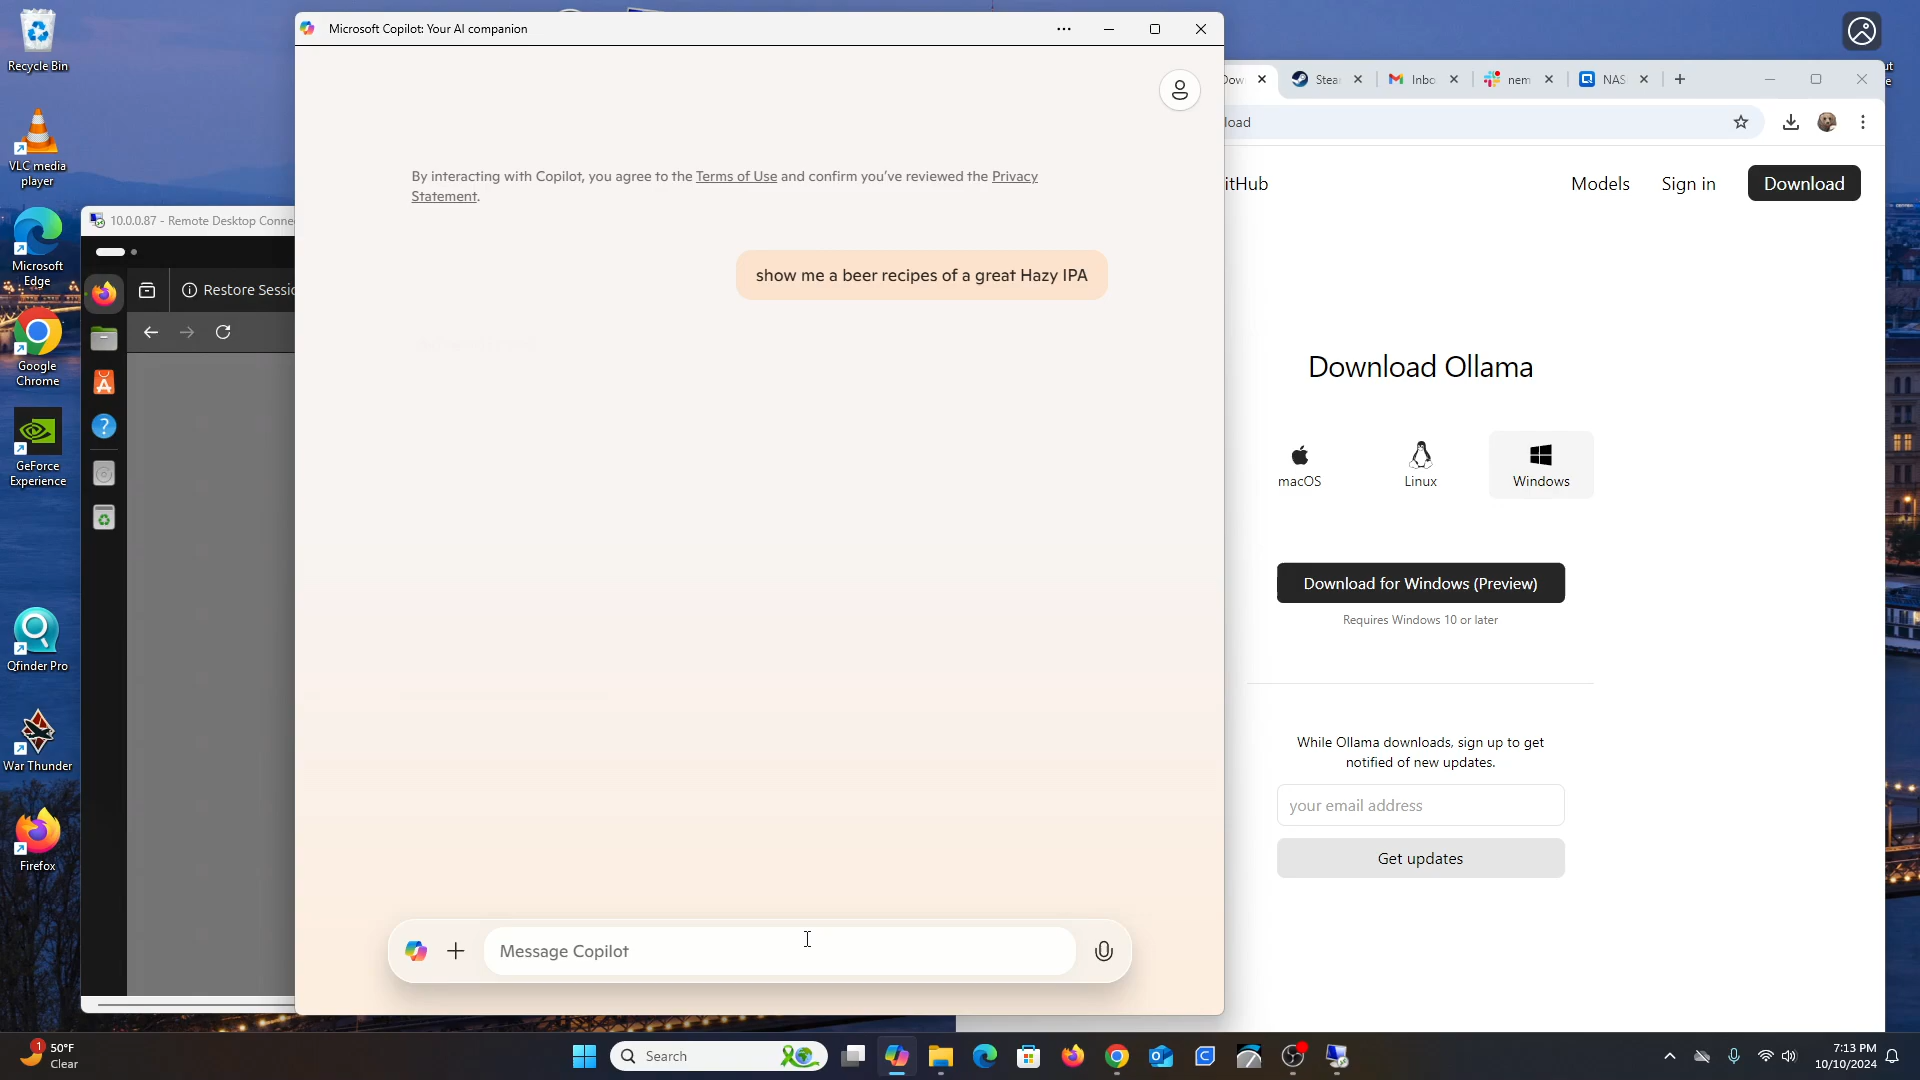 Recycle Bin
VLC media
player
Microsoft
Edge
Google
Chrome
GeForce
Experience
Qfinder Pro
War Thunder
Firefox
10.0.0.87 - Remote Desktop Conne
Restore Sessio
Microsoft Copilot: Your AI companion
By interacting with Copilot, you agree to the Terms of Use and confirm you've reviewed the Privacy
Statement.
show me a beer recipes of a great Hazy IPA
Message Copilot
Dow
Stea
Inbo
nem
NAS
load
itHub
Models
Sign in
Download
Download Ollama
macOS
Linux
Windows
Download for Windows (Preview)
Requires Windows 10 or later
While Ollama downloads, sign up to get
notified of new updates.
your email address
Get updates
1
50°F
Clear
Search
7:13 PM
10/10/2024